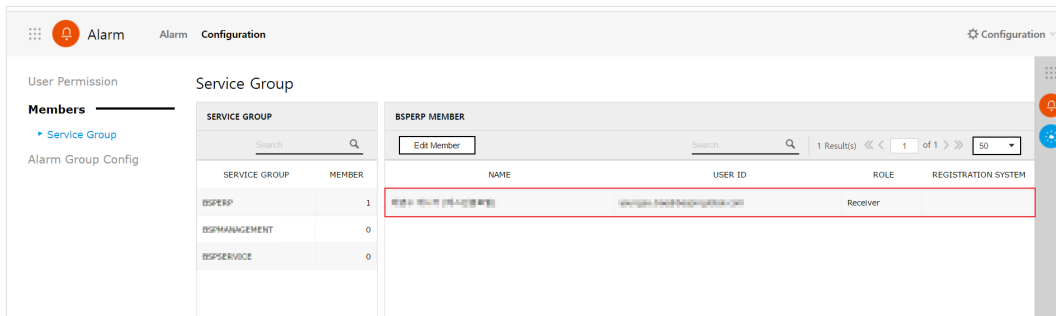 Alarm Alarm Configuration Configuration
User Permission
Members
Service Group
Alarm Group Config
Service Group
SERVICE GROUP
Search
SERVICE GROUP MEMBER
BSPERP 1
BSPMANAGEMENT 0
BSPSERVICE 0
BSPERP MEMBER
Edit Member Search 1 Result(s) 1 of 1 50
NAME USER ID ROLE REGISTRATION SYSTEM
Receiver